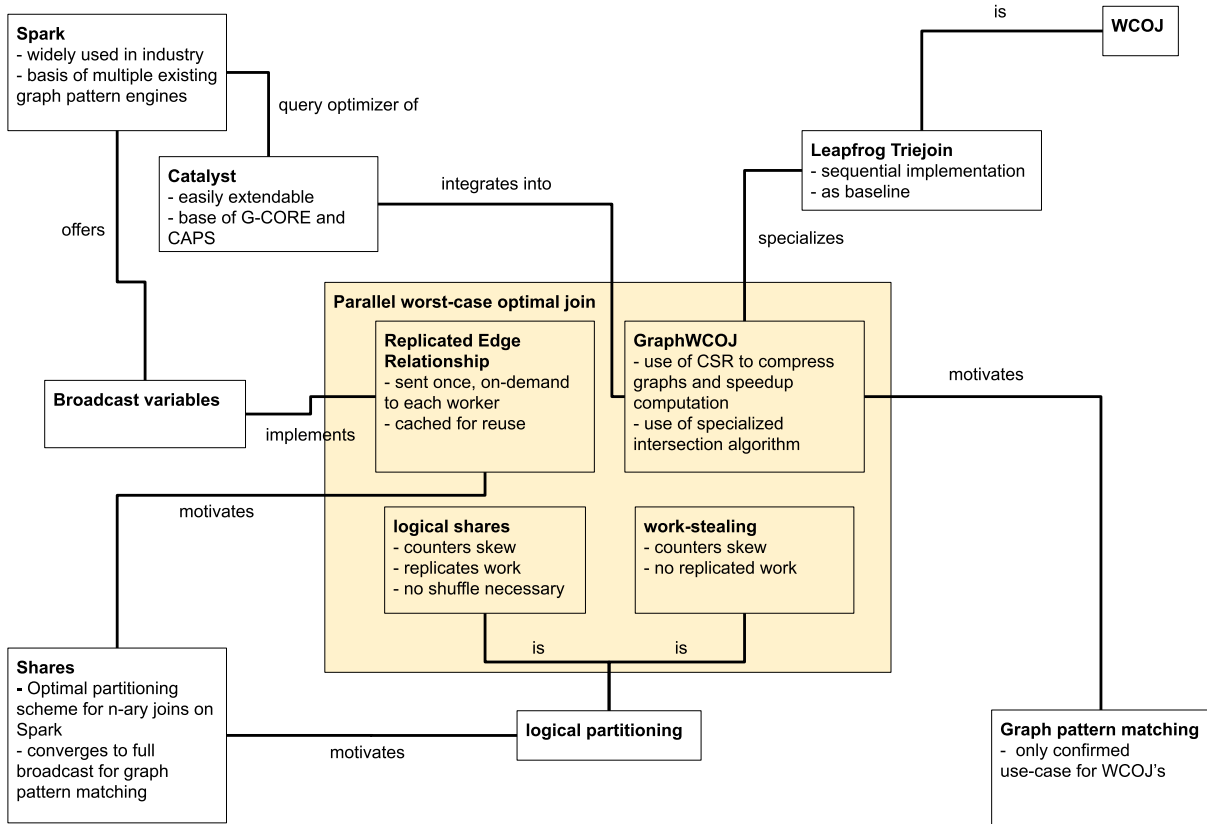 is
WCOJ
Spark
- widely used in industry
- basis of multiple existing
graph pattern engines
query optimizer of
Leapfrog Triejoin
- sequential implementation
- as baseline
Catalyst
- easily extendable
- base of G-CORE and
CAPS
integrates into
offers
specializes
Parallel worst-case optimal join
Replicated Edge
Relationship
- sent once, on-demand
to each worker
- cached for reuse
GraphWCOJ
- use of CSR to compress
graphs and speedup
computation
- use of specialized
intersection algorithm
motivates
Broadcast variables
implements
motivates
logical shares
- counters skew
- replicates work
- no shuffle necessary
work-stealing
- counters skew
- no replicated work
is
is
Shares
- Optimal partitioning
scheme for n-ary joins on
Spark
- converges to full
broadcast for graph
pattern matching
motivates
logical partitioning
Graph pattern matching
- only confirmed
use-case for WCOJ's